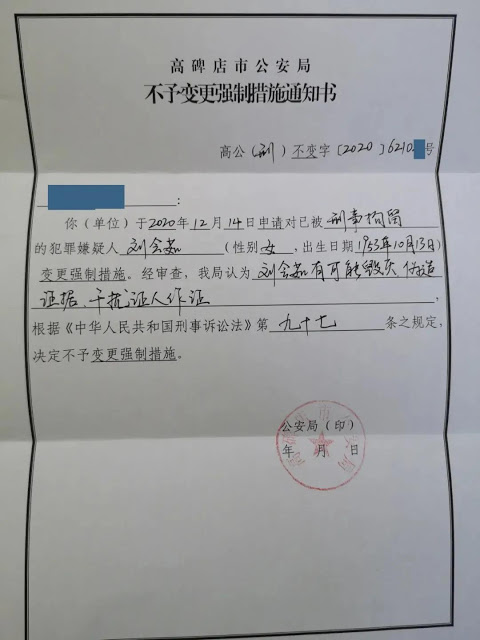 高碑店市公安局
不予变更强制措施通知书
高公（刑）不变字〔2020〕6210号
：
你（单位）于2020年12月14日申请对已被刑事拘留
的犯罪嫌疑人刘会茹（性别女，出生日期1963年10月13日）
变更强制措施。经审查，我局认为刘会茹有可能毁灭、伪造
证据，干扰证人作证，
根据《中华人民共和国刑事诉讼法》第九十七条之规定，
决定不予变更强制措施。
公安局（印）
年 月 日